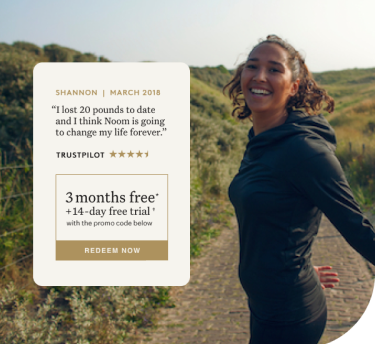 SHANNON | MARCH 2018
“I lost 20 pounds to date
and I think Noom is going
to change my life forever.”
TRUSTPILOT
3 months free*
+14-day free trial †
with the promo code below
REDEEM NOW